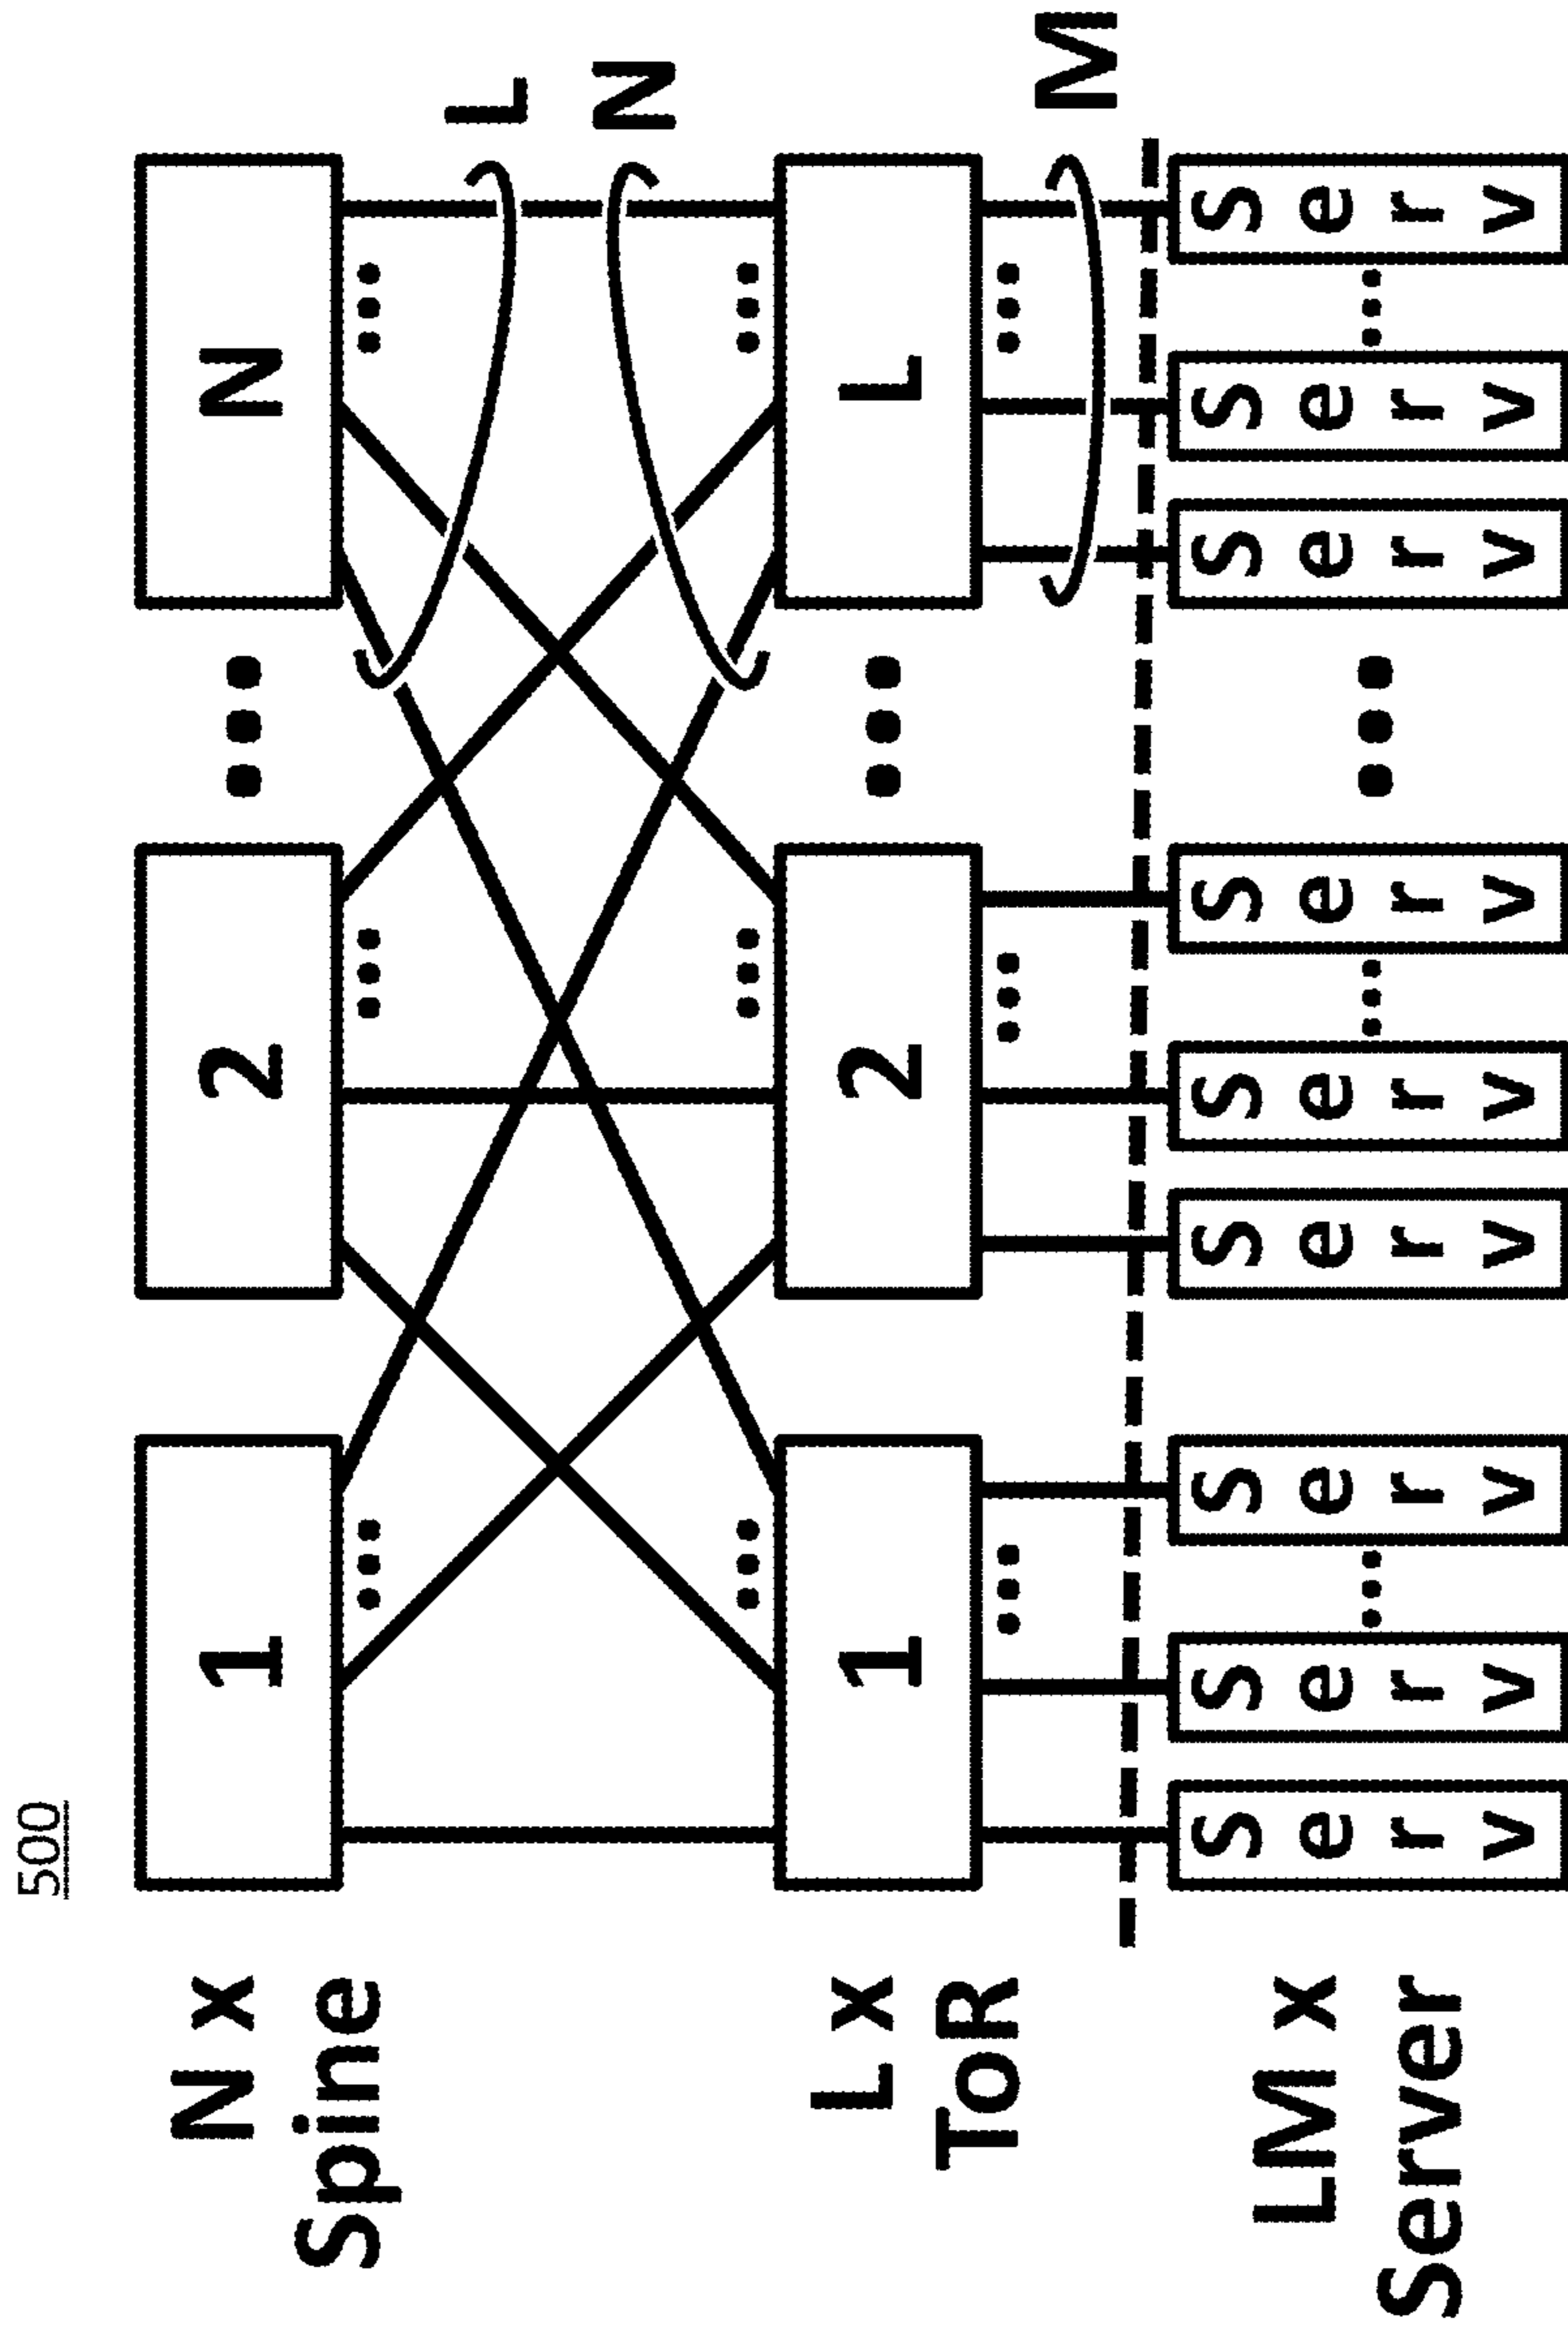 500
N x
Spine
1
2
N
L
N
L x
ToR
1
2
L
M
LM x
Server
Serv
Serv
Serv
Serv
Serv
Serv
Serv
Serv
Serv